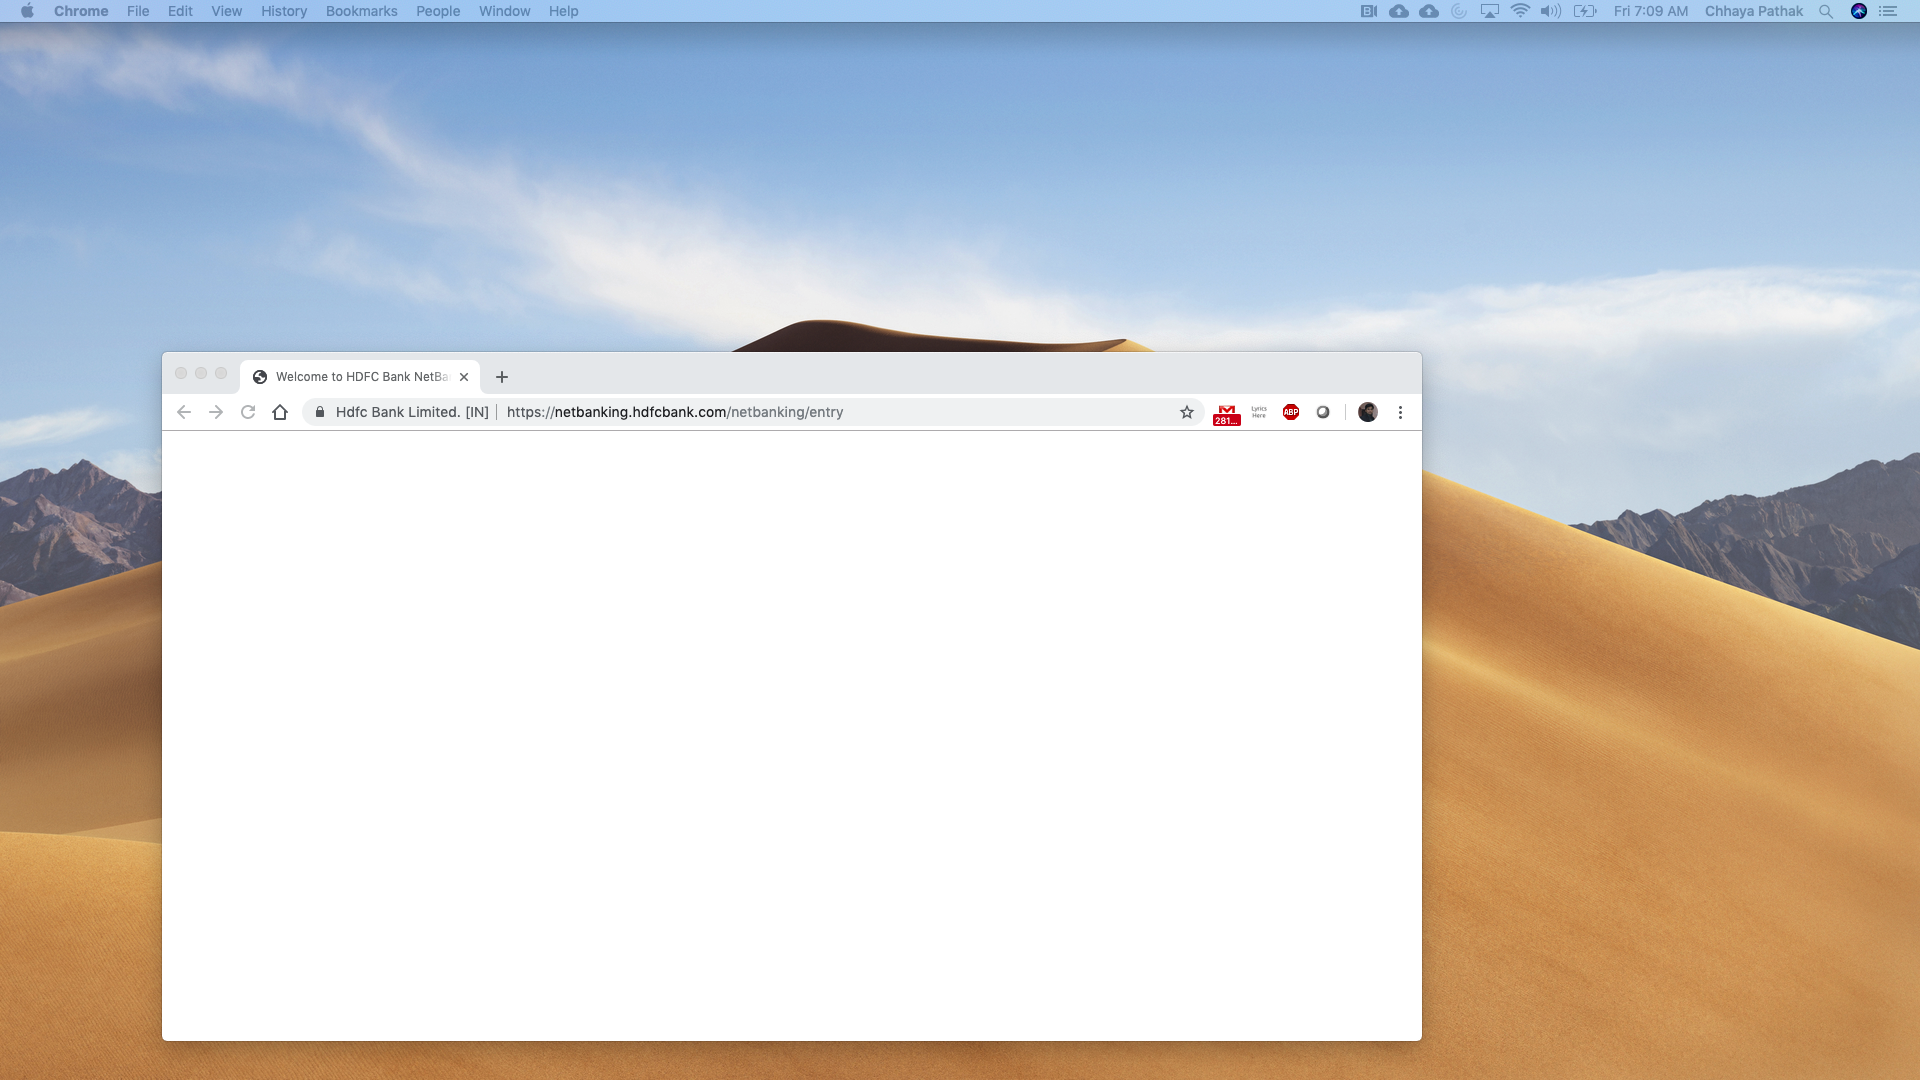 Chrome File Edit View History Bookmarks People Window Help
Fri 7:09 AM Chhaya Pathak
Welcome to HDFC Bank NetBa
Hdfc Bank Limited. [IN] https://netbanking.hdfcbank.com/netbanking/entry
281...
Lyrics
Here
ABP